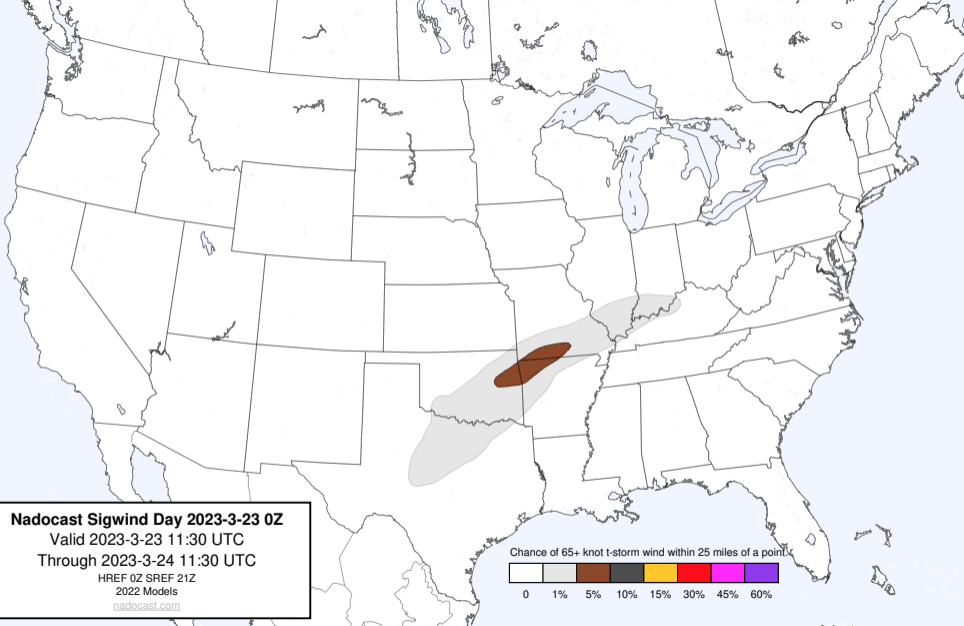 Nadocast Sigwind Day 2023-3-23 0Z
Valid 2023-3-23 11:30 UTC
Through 2023-3-24 11:30 UTC
HREF 0Z SREF 21Z
2022 Models
nadocast.com
Chance of 65+ knot t-storm wind within 25 miles of a point.
0 1% 5% 10% 15% 30% 45% 60%